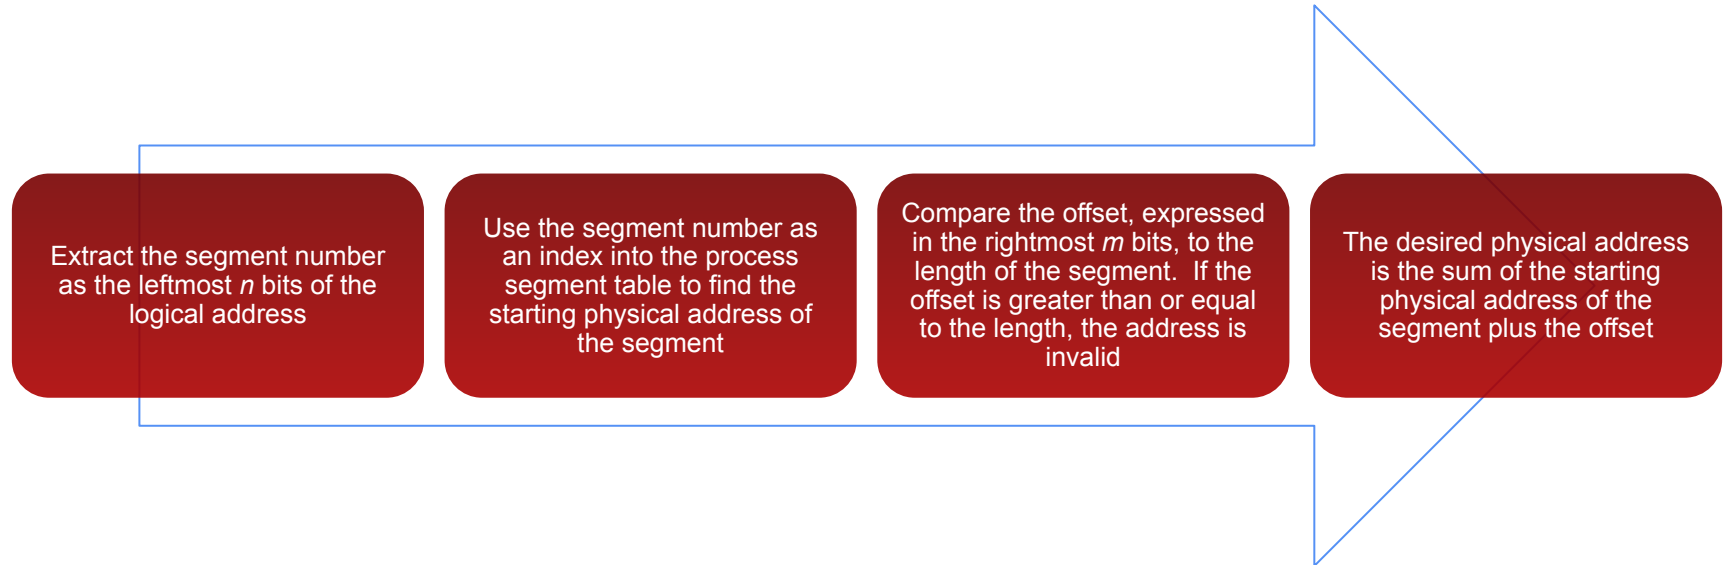 Extract the segment number
as the leftmost n bits of the
logical address
Use the segment number as
an index into the process
segment table to find the
starting physical address of
the segment
Compare the offset, expressed
in the rightmost m bits, to the
length of the segment.  If the
offset is greater than or equal
to the length, the address is
invalid
The desired physical address
is the sum of the starting
physical address of the
segment plus the offset